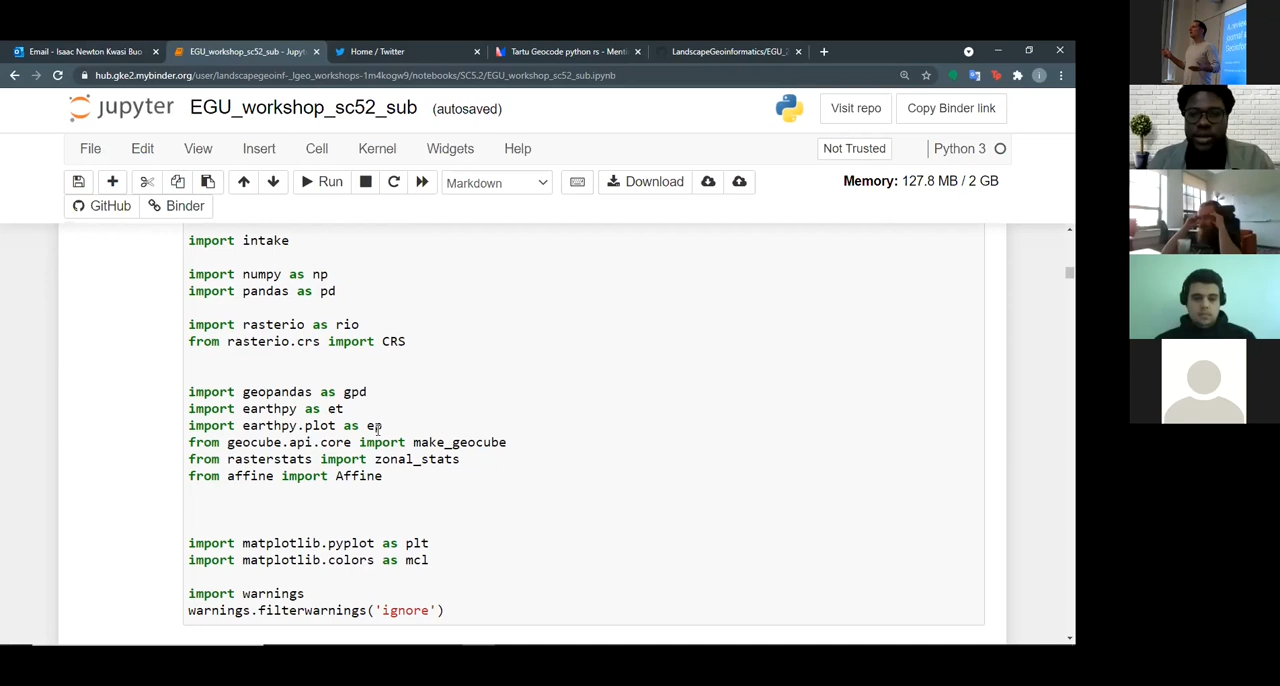 Email - Isaac Newton Kwasi Buo
EGU_workshop_sc52_sub - Jupyt
Home / Twitter
Tartu Geocode python rs - Menti
LandscapeGeoinformatics/EGU_2
hub.gke2.mybinder.org/user/landscapegeoinf-_lgeo_workshops-1m4kogw9/notebooks/SC5.2/EGU_workshop_sc52_sub.ipynb
jupyter EGU_workshop_sc52_sub (autosaved)
Visit repo Copy Binder link
File Edit View Insert Cell Kernel Widgets Help
Not Trusted Python 3
Run Markdown Download Memory: 127.8 MB / 2 GB
GitHub Binder
import intake
import numpy as np
import pandas as pd
import rasterio as rio
from rasterio.crs import CRS
import geopandas as gpd
import earthpy as et
import earthpy.plot as ep
from geocube.api.core import make_geocube
from rasterstats import zonal_stats
from affine import Affine
import matplotlib.pyplot as plt
import matplotlib.colors as mcl
import warnings
warnings.filterwarnings('ignore')
A review